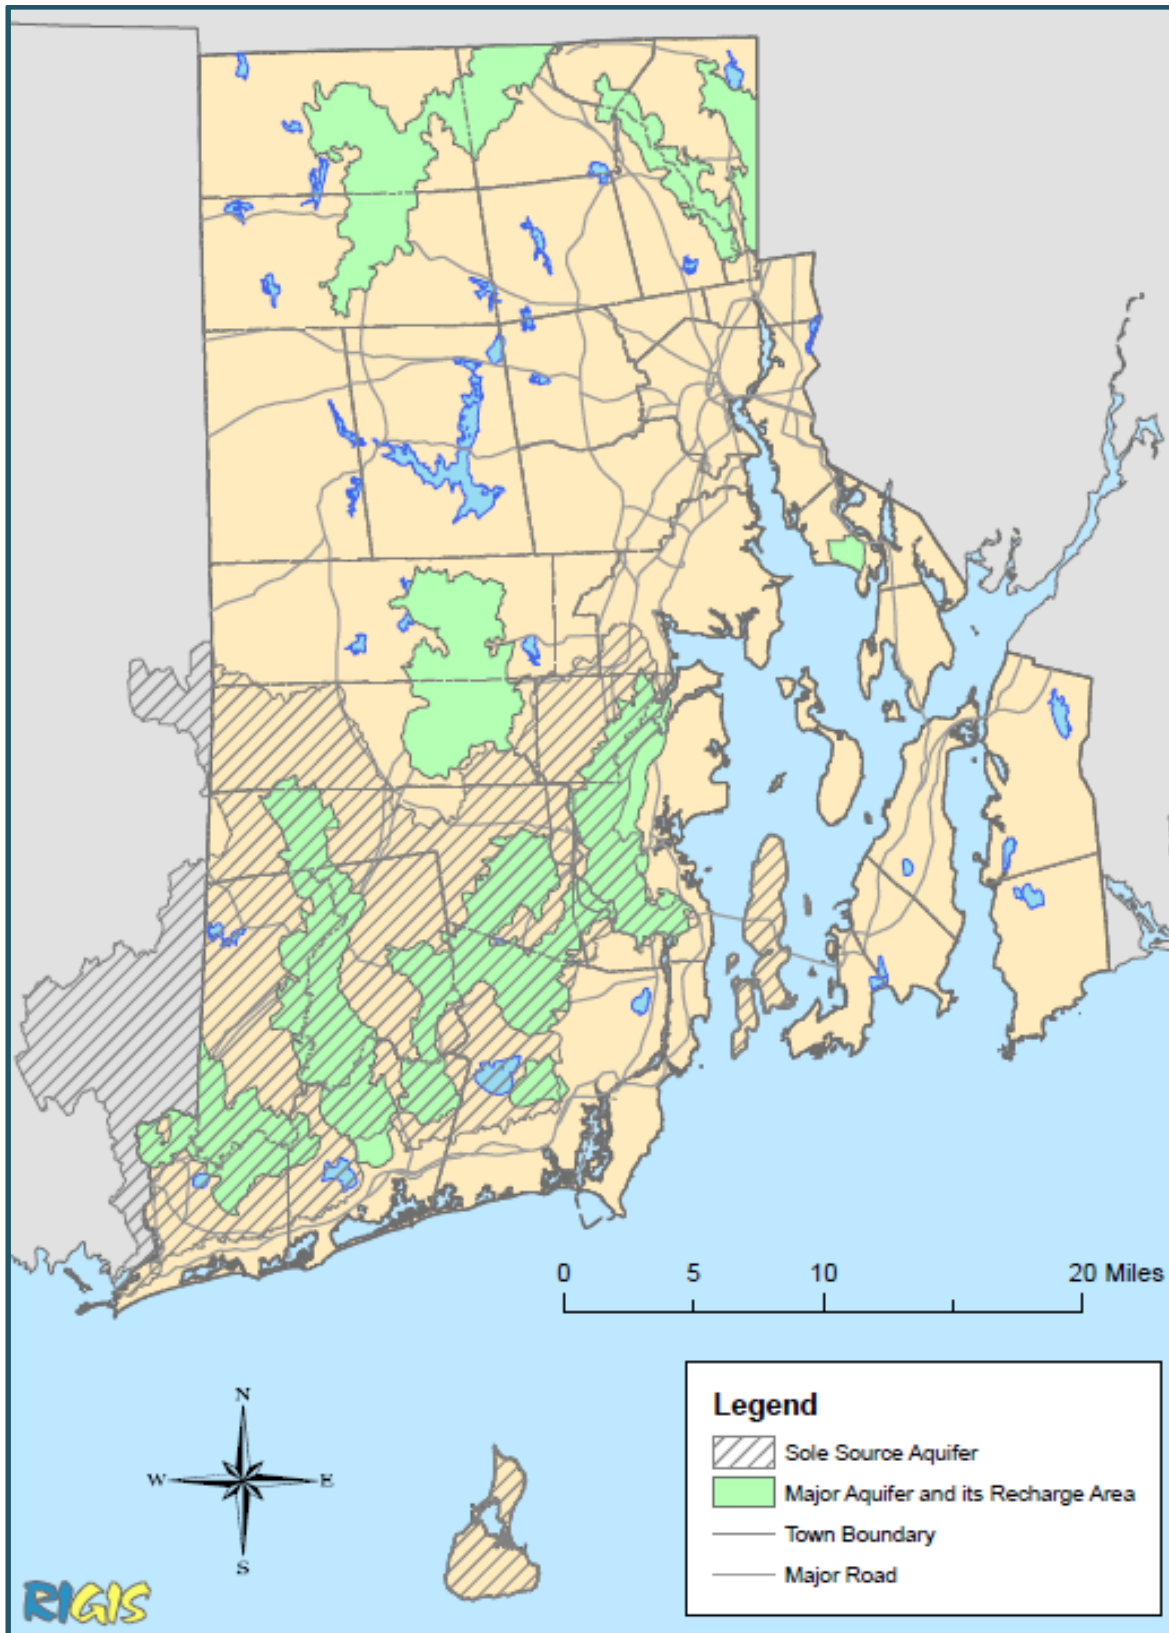 0 5 10 20 Miles
Legend
Sole Source Aquifer
Major Aquifer and its Recharge Area
Town Boundary
Major Road
N
W E
S
RIGIS